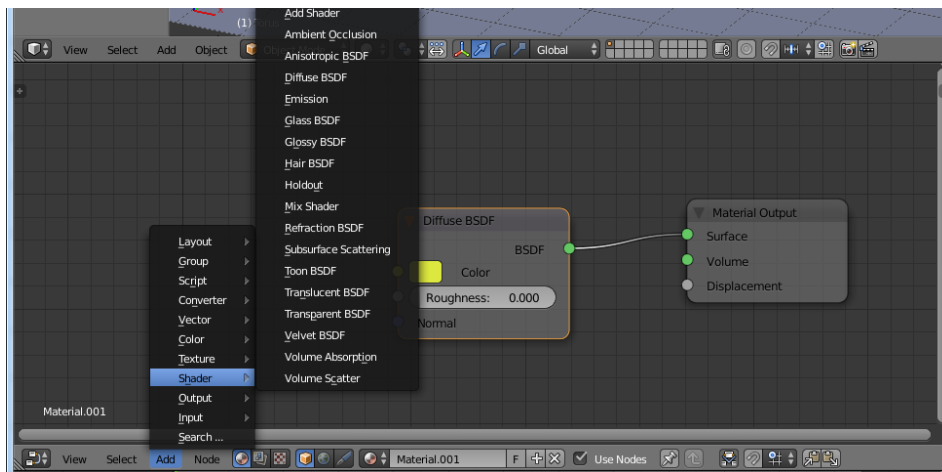 (1)
View Select Add Object Global
Add Shader
Ambient Occlusion
Anisotropic BSDF
Diffuse BSDF
Emission
Glass BSDF
Glossy BSDF
Hair BSDF
Holdout
Mix Shader
Refraction BSDF
Subsurface Scattering
Toon BSDF
Translucent BSDF
Transparent BSDF
Velvet BSDF
Volume Absorption
Volume Scatter
Layout
Group
Script
Converter
Vector
Color
Texture
Shader
Output
Input
Search ...
Diffuse BSDF
BSDF
Color
Roughness: 0.000
Normal
Material Output
Surface
Volume
Displacement
Material.001
View Select Add Node Material.001 F Use Nodes